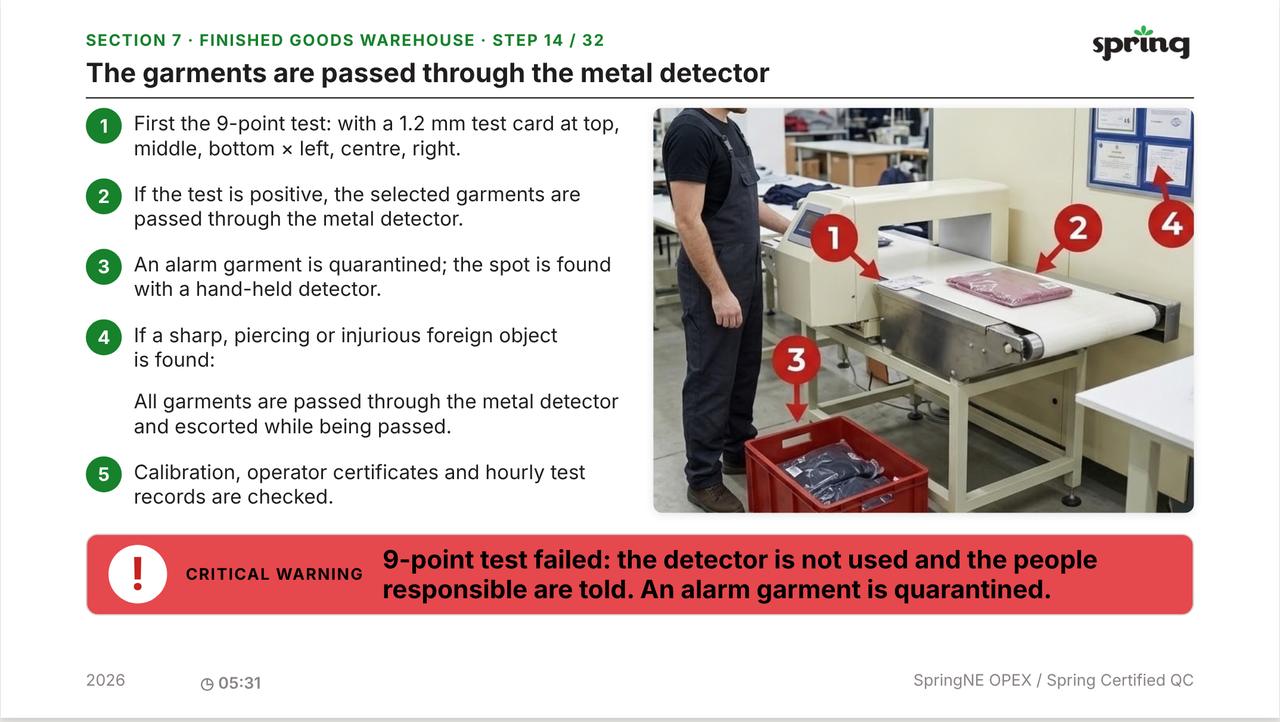 SECTION 7 · FINISHED GOODS WAREHOUSE · STEP 14 / 32
spring
The garments are passed through the metal detector
1 First the 9-point test: with a 1.2 mm test card at top,
middle, bottom × left, centre, right.
2 If the test is positive, the selected garments are
passed through the metal detector.
3 An alarm garment is quarantined; the spot is found
with a hand-held detector.
4 If a sharp, piercing or injurious foreign object
is found:
All garments are passed through the metal detector
and escorted while being passed.
5 Calibration, operator certificates and hourly test
records are checked.
1
2
4
3
! CRITICAL WARNING
9-point test failed: the detector is not used and the people
responsible are told. An alarm garment is quarantined.
2026
05:31
SpringNE OPEX / Spring Certified QC